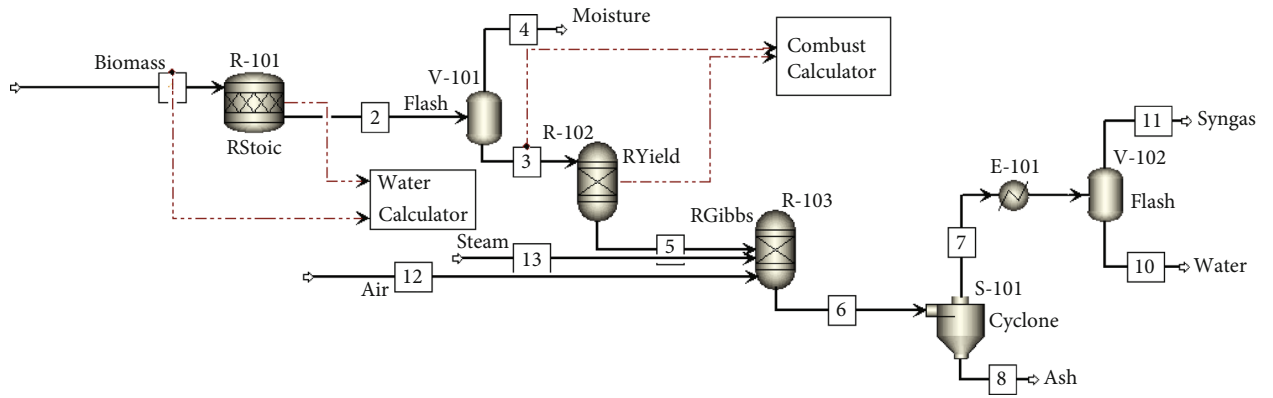 4
Moisture
Biomass
R-101
V-101
Combust
Calculator
2
Flash
RStoic
3
R-102
RYield
11
Syngas
V-102
E-101
Flash
Water
Calculator
RGibbs
R-103
Steam
13
5
7
12
Air
10
Water
6
S-101
Cyclone
8
Ash